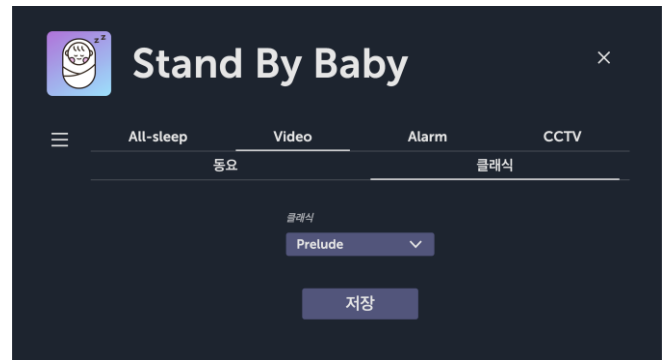 z z
Stand By Baby
All-sleep Video Alarm CCTV
동요 클래식
클래식
Prelude
저장